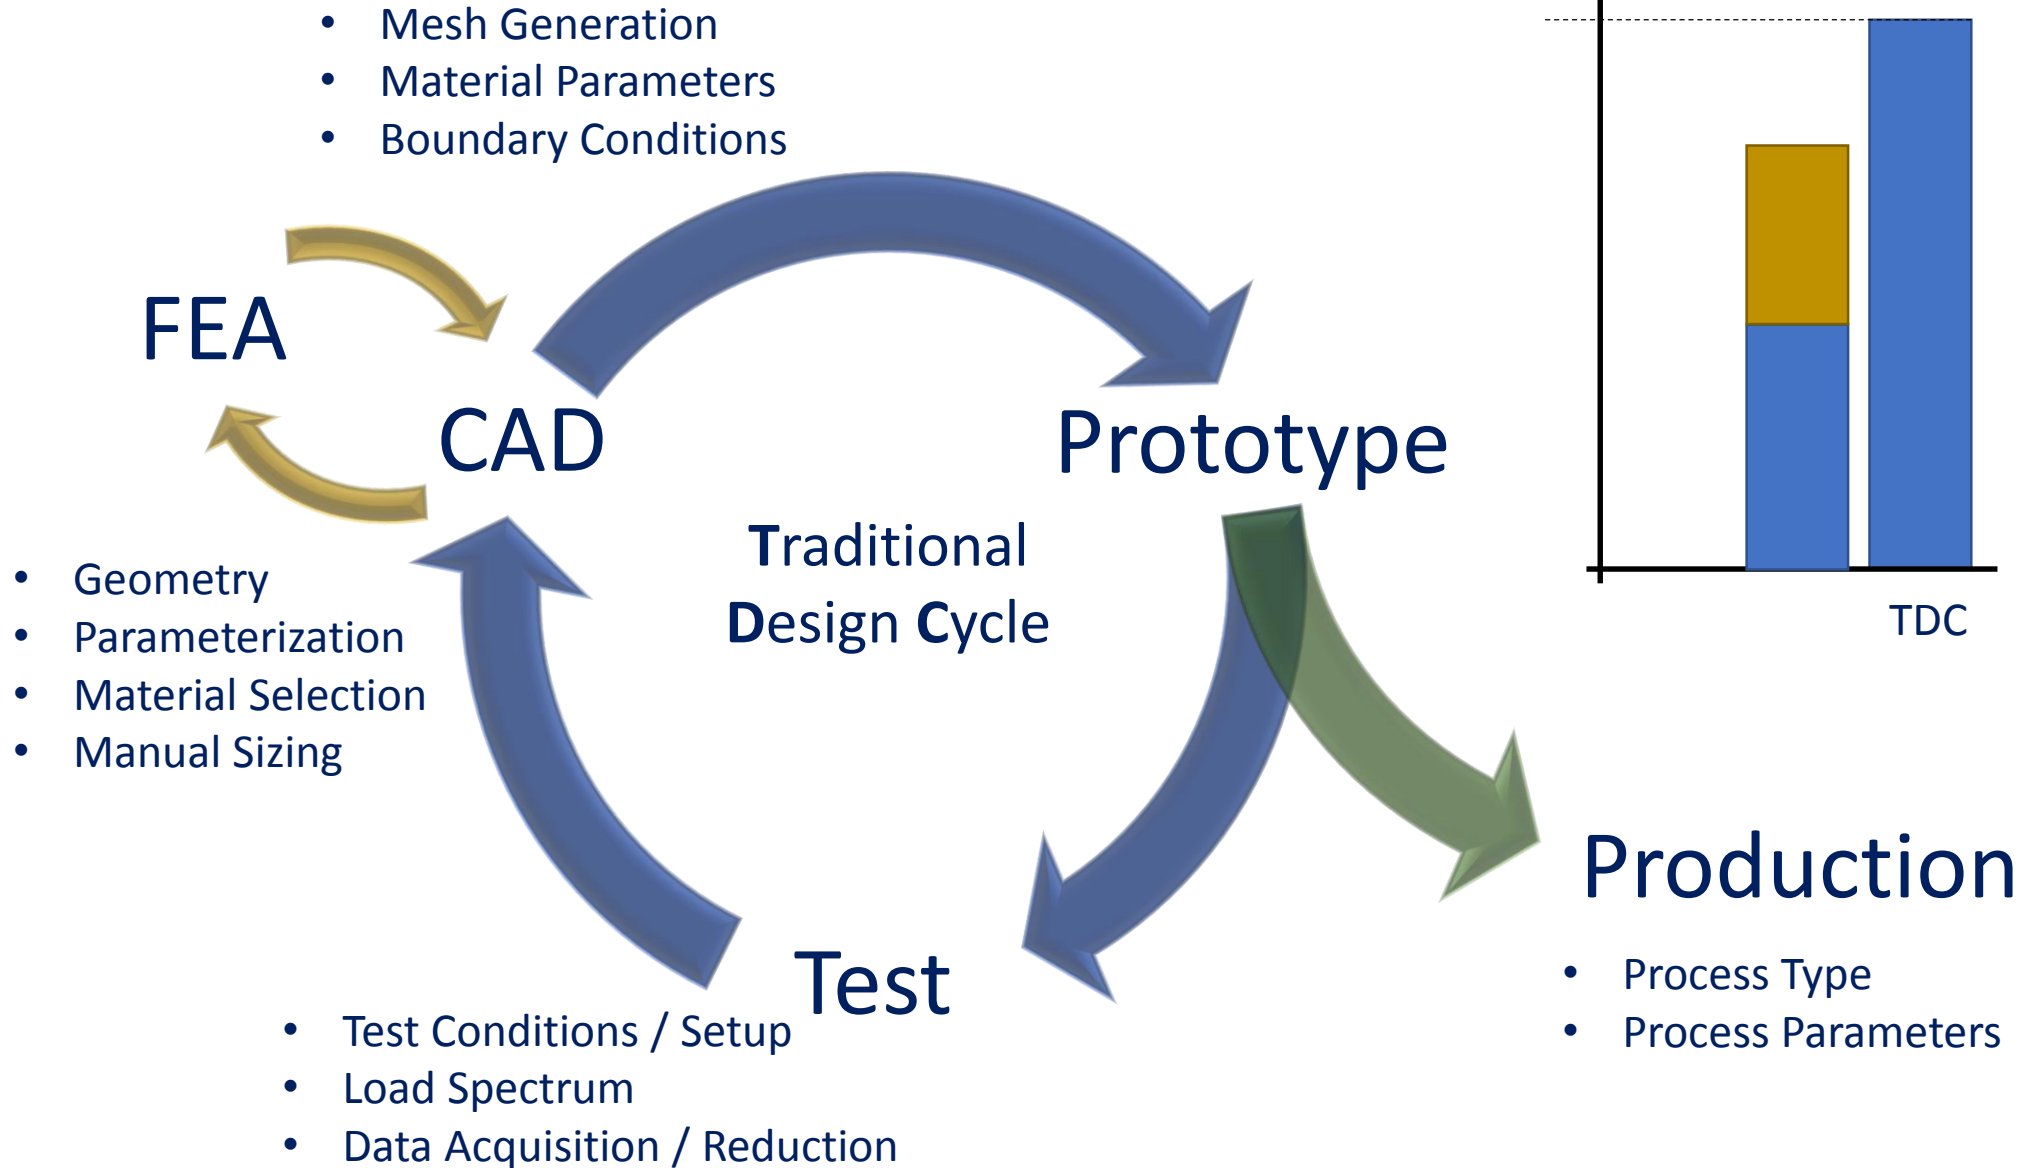 • Mesh Generation
• Material Parameters
• Boundary Conditions
FEA
CAD
Prototype
Traditional
Design Cycle
TDC
• Geometry
• Parameterization
• Material Selection
• Manual Sizing
Production
• Process Type
• Process Parameters
Test
• Test Conditions / Setup
• Load Spectrum
• Data Acquisition / Reduction